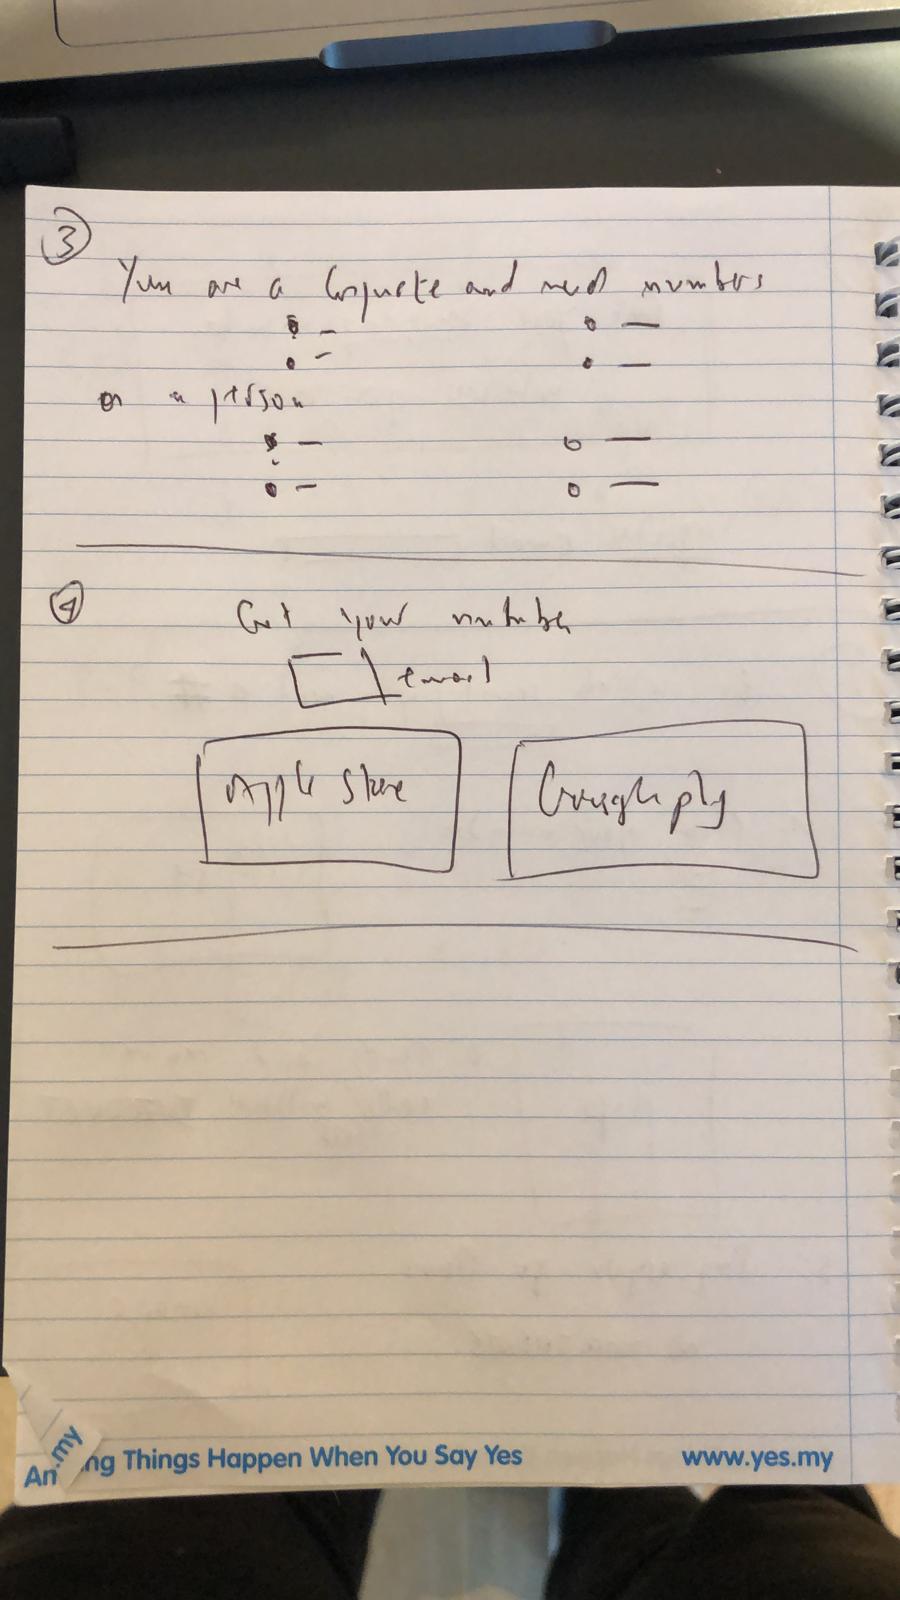 3
You are a corporate and need numbers
or a person
4
Get your number
email
Apple Store
Google play
An .my ng Things Happen When You Say Yes
www.yes.my